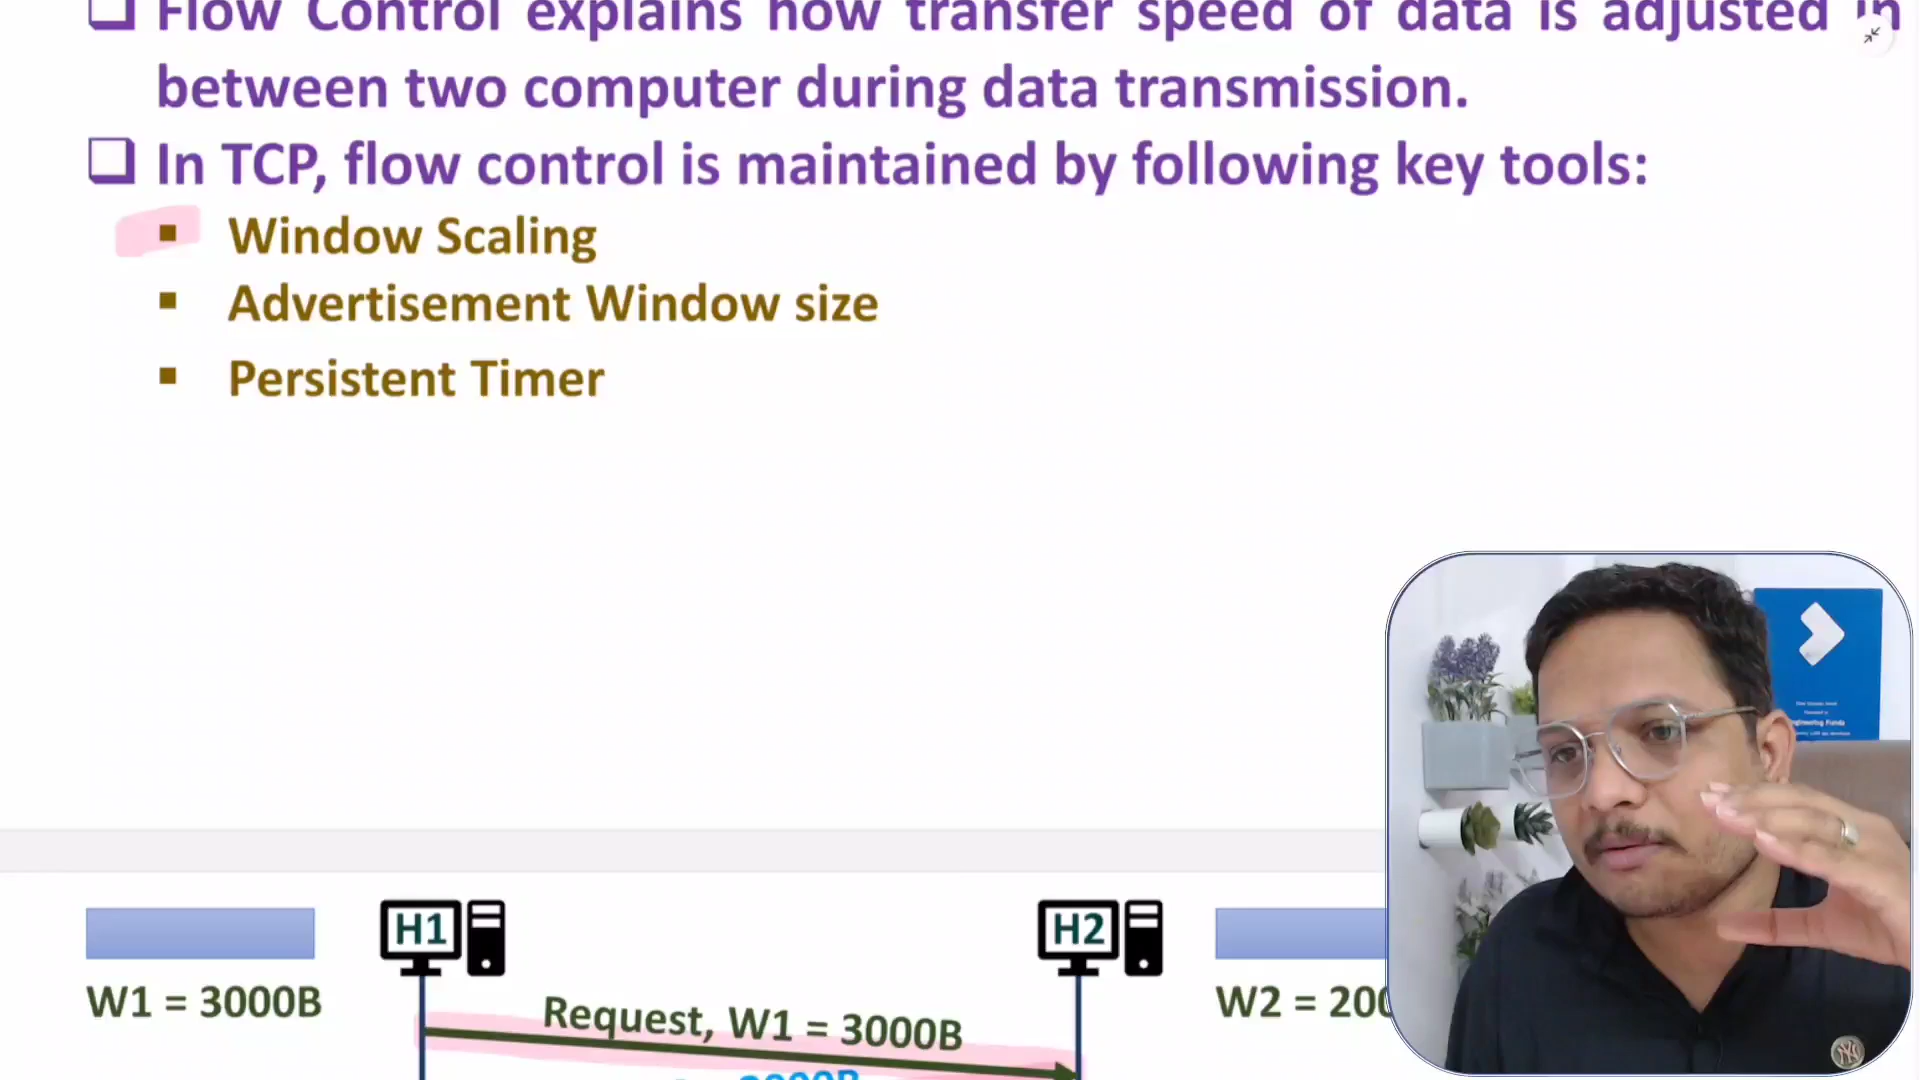 Flow Control explains how transfer speed of data is adjusted in
between two computer during data transmission.
In TCP, flow control is maintained by following key tools:
Window Scaling
Advertisement Window size
Persistent Timer
H1
H2
W1 = 3000B
Request, W1 = 3000B
W2 = 200